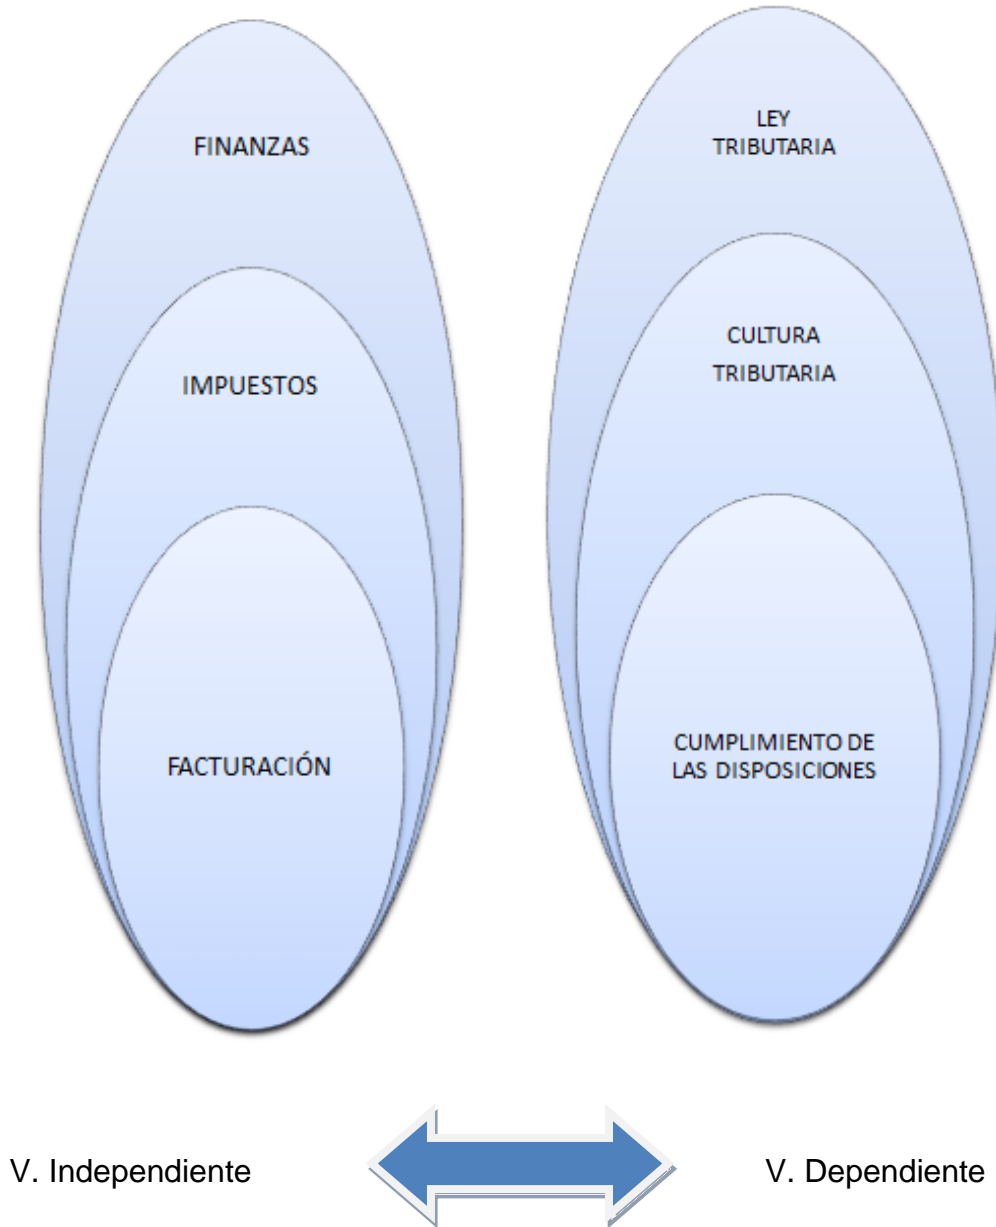 FINANZAS
IMPUESTOS
FACTURACIÓN
LEY
TRIBUTARIA
CULTURA
TRIBUTARIA
CUMPLIMIENTO DE
LAS DISPOSICIONES
V. Independiente
V. Dependiente